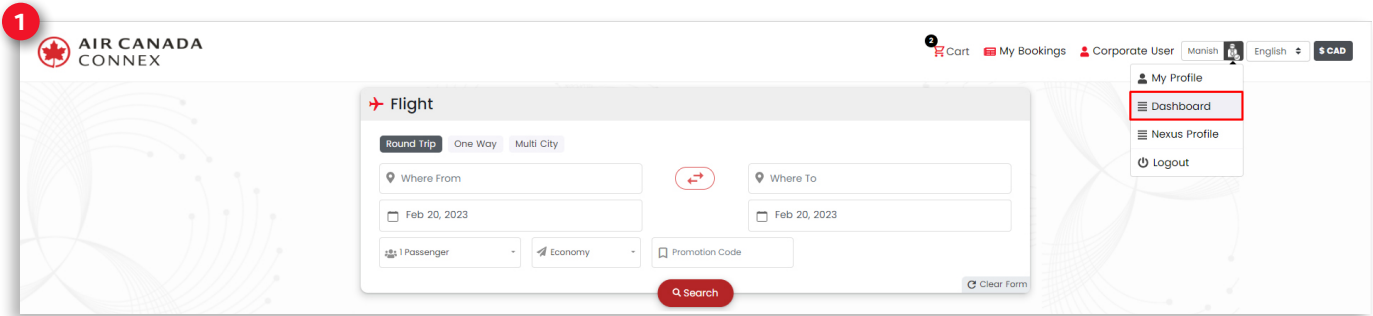 1
AIR CANADA
CONNEX
2
Cart My Bookings Corporate User Manish English $ CAD
My Profile
Dashboard
Nexus Profile
Logout
Flight
Round Trip One Way Multi City
Where From Where To
Feb 20, 2023 Feb 20, 2023
1 Passenger Economy Promotion Code
Clear Form
Search